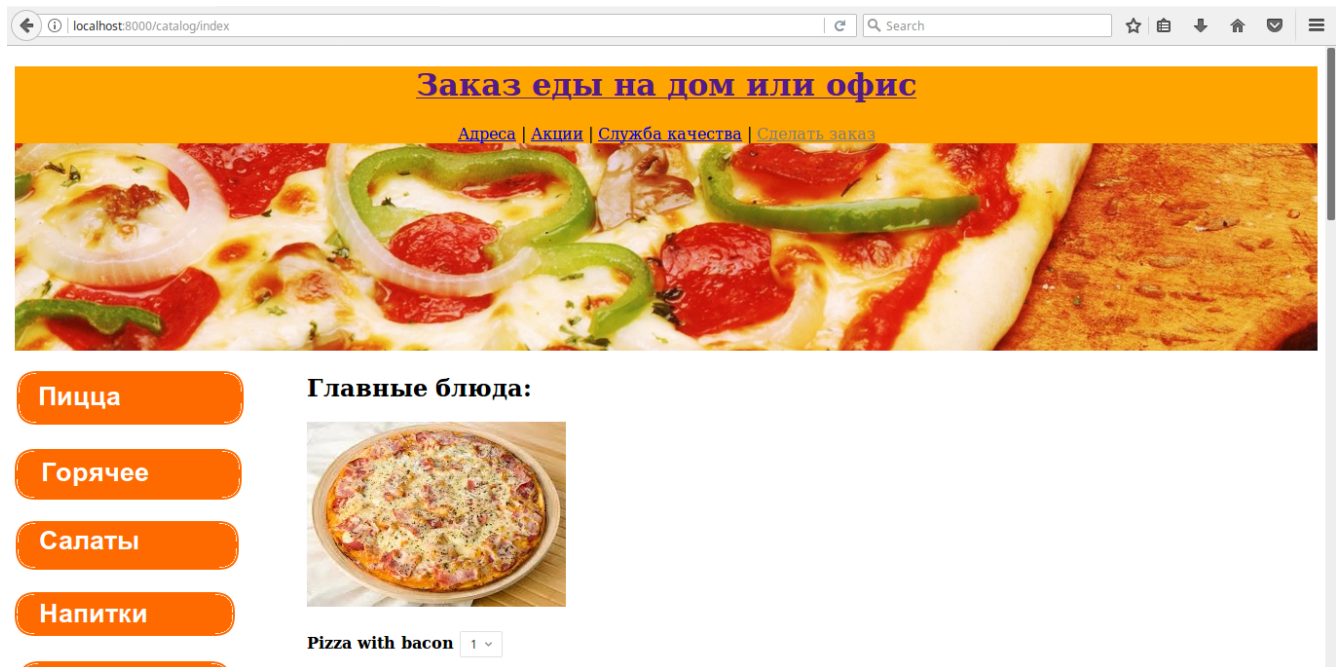 localhost:8000/catalog/index
Search
Заказ еды на дом или офис
Адреса | Акции | Служба качества | Сделать заказ
Пицца
Горячее
Салаты
Напитки
Главные блюда:
Pizza with bacon 1